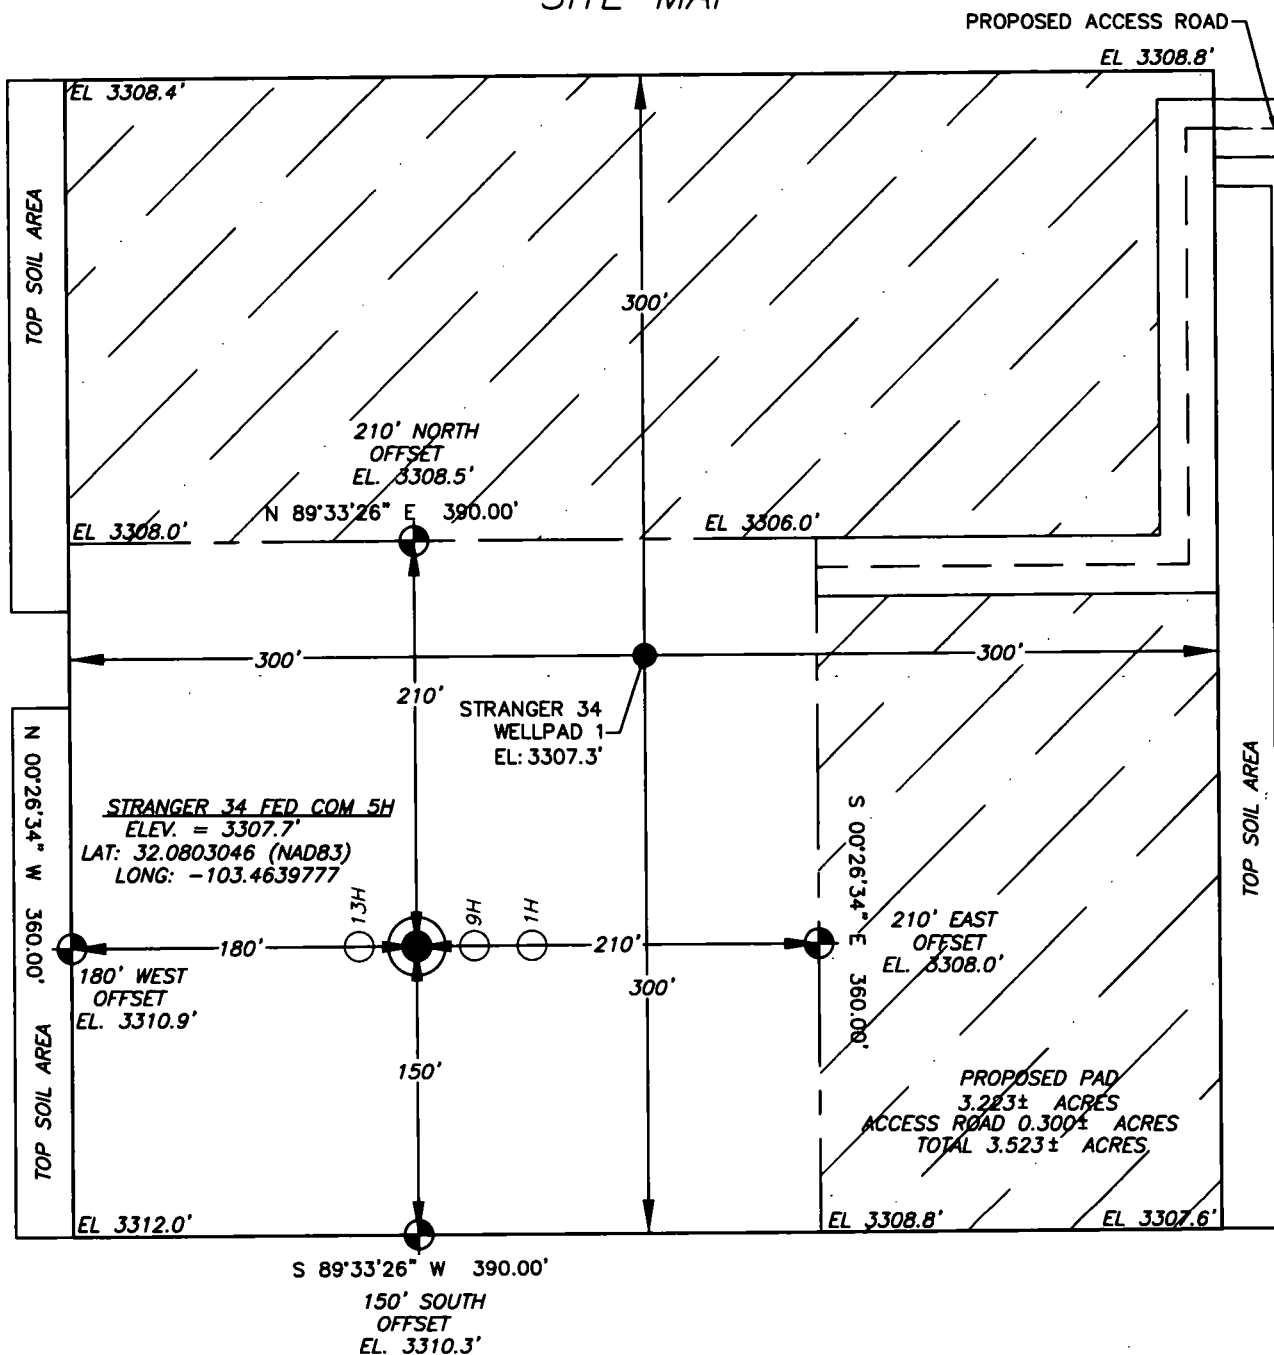 SITE MAP
PROPOSED ACCESS ROAD
EL 3308.8'
EL 3308.4'
TOP SOIL AREA
300'
210' NORTH
OFFSET
EL. 3308.5'
N 89°33'26" E 390.00'
EL 3308.0'
EL 3306.0'
300'
300'
210'
STRANGER 34
WELLPAD 1
EL: 3307.3'
N 00°26'34" W 360.00'
STRANGER 34 FED COM 5H
ELEV. = 3307.7'
LAT: 32.0803046 (NAD83)
LONG: -103.4639777
S 00°26'34" E 360.00'
TOP SOIL AREA
13H
9H
1H
180'
210'
210' EAST
OFFSET
EL. 3308.0'
180' WEST
OFFSET
EL. 3310.9'
300'
TOP SOIL AREA
150'
PROPOSED PAD
3.223± ACRES
ACCESS ROAD 0.300± ACRES
TOTAL 3.523± ACRES
EL 3312.0'
EL 3308.8'
EL 3307.6'
S 89°33'26" W 390.00'
150' SOUTH
OFFSET
EL. 3310.3'